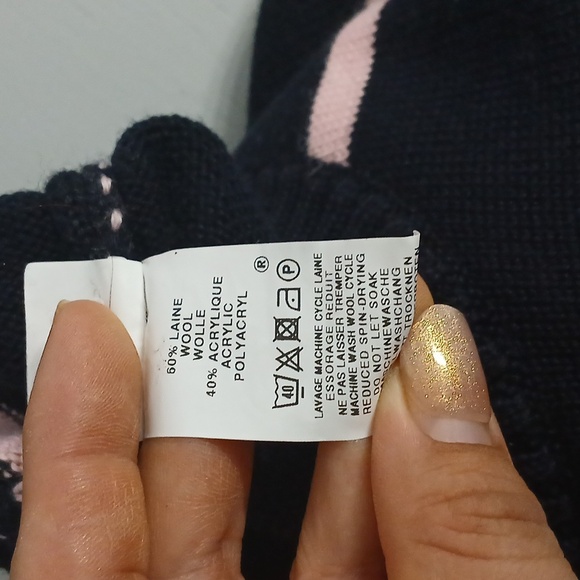 60% LAINE
WOOL
WOLLE
40% ACRYLIQUE
ACRYLIC
POLYACRYL
®
40 P
LAVAGE MACHINE CYCLE LAINE
ESSORAGE REDUIT
NE PAS LAISSER TREMPER
MACHINE WASH WOOL CYCLE
REDUCED SPIN-DRYING
DO NOT LET SOAK